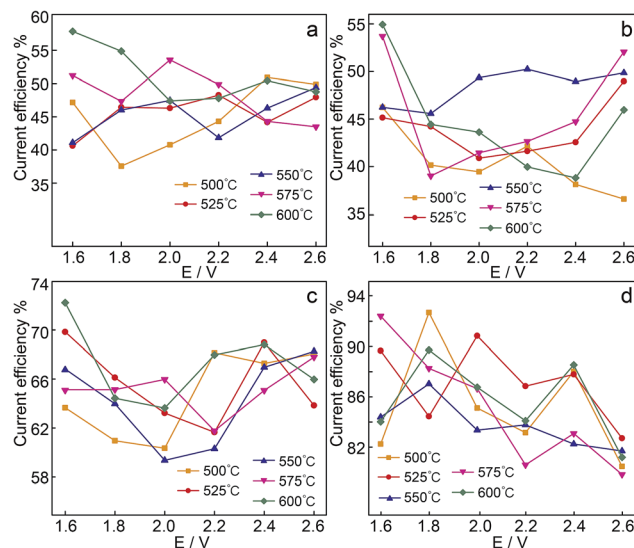 a
Current efficiency %
60
55
50
45
40
35
500°C
525°C
550°C
575°C
600°C
1.6 1.8 2.0 2.2 2.4 2.6
E / V
b
Current efficiency %
55
50
45
40
35
500°C
525°C
550°C
575°C
600°C
1.6 1.8 2.0 2.2 2.4 2.6
E / V
c
Current efficiency %
74
70
66
62
58
500°C
525°C
550°C
575°C
600°C
1.6 1.8 2.0 2.2 2.4 2.6
E / V
d
Current efficiency %
94
90
86
82
500°C
525°C
550°C
575°C
600°C
1.6 1.8 2.0 2.2 2.4 2.6
E / V